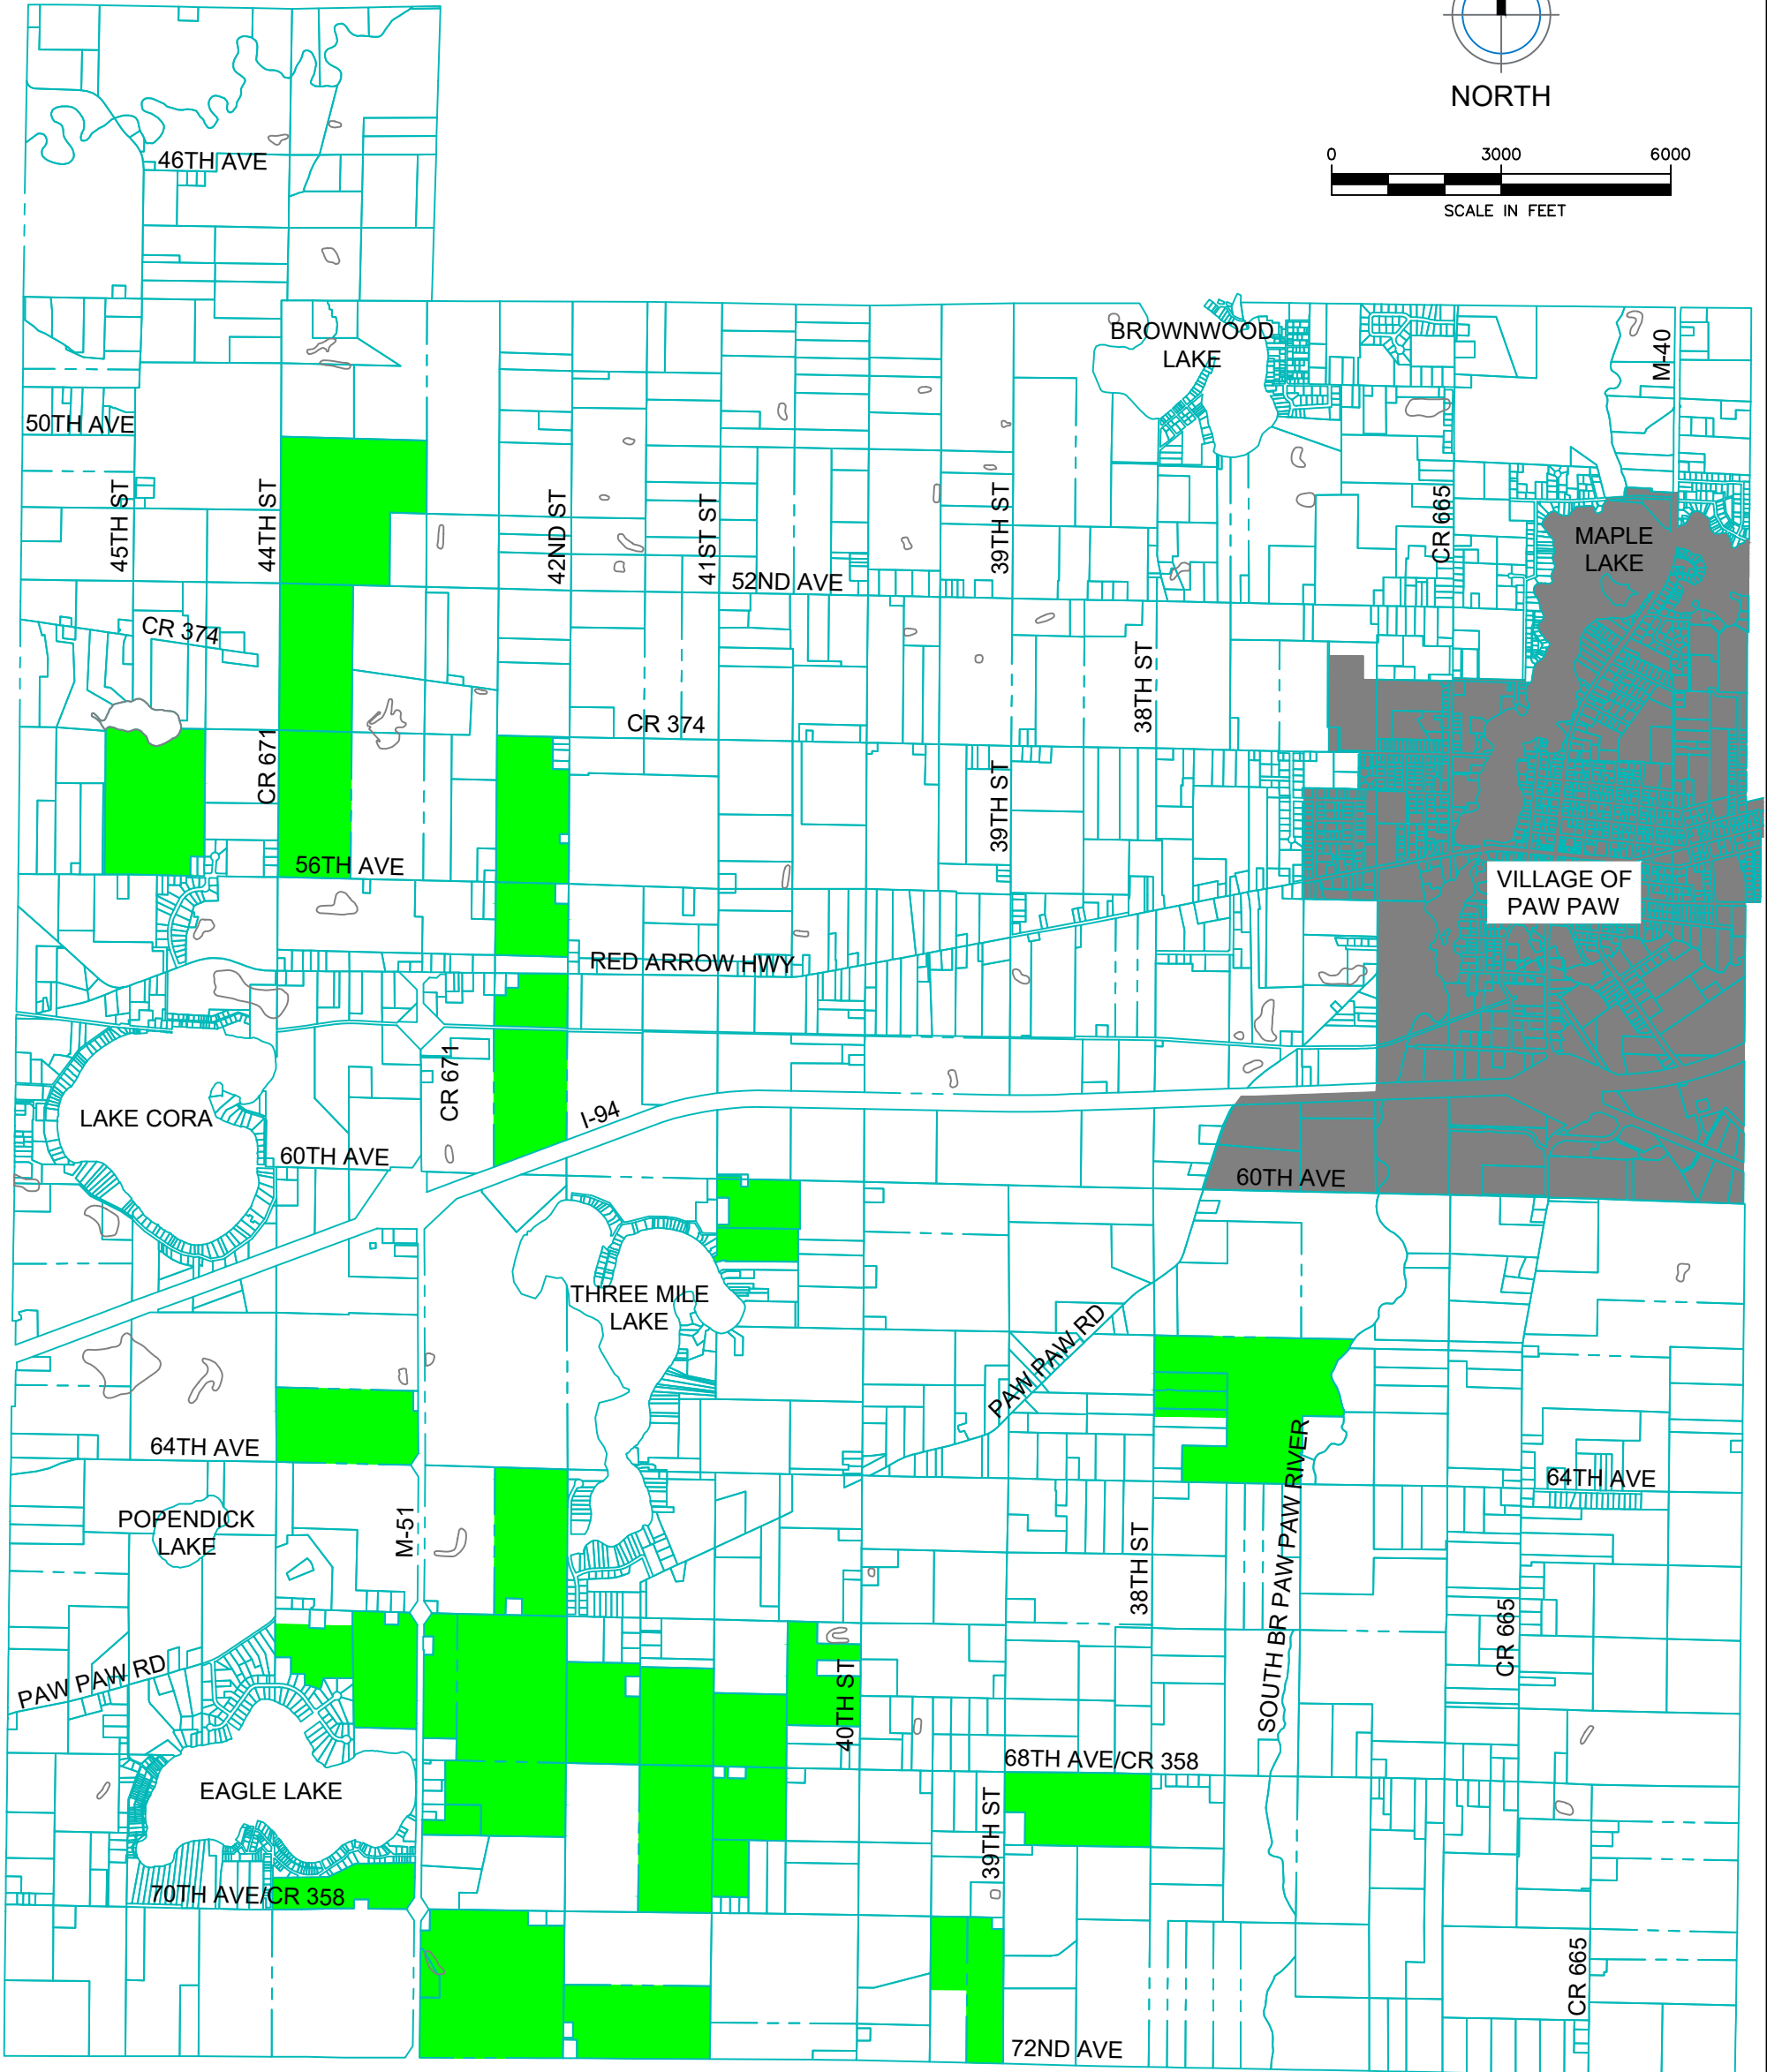 NORTH
0 3000 6000
SCALE IN FEET
46TH AVE
BROWNWOOD
LAKE
M-40
50TH AVE
45TH ST
44TH ST
42ND ST
41ST ST
39TH ST
CR 665
MAPLE
LAKE
52ND AVE
CR 374
38TH ST
CR 374
CR 671
39TH ST
56TH AVE
VILLAGE OF
PAW PAW
RED ARROW HWY
CR 671
LAKE CORA
I-94
60TH AVE
60TH AVE
THREE MILE
LAKE
PAW PAW RD
64TH AVE
SOUTH BR PAW PAW RIVER
64TH AVE
POPENDICK
LAKE
M-51
38TH ST
CR 665
PAW PAW RD
40TH ST
68TH AVE/CR 358
EAGLE LAKE
39TH ST
70TH AVE/CR 358
CR 665
72ND AVE